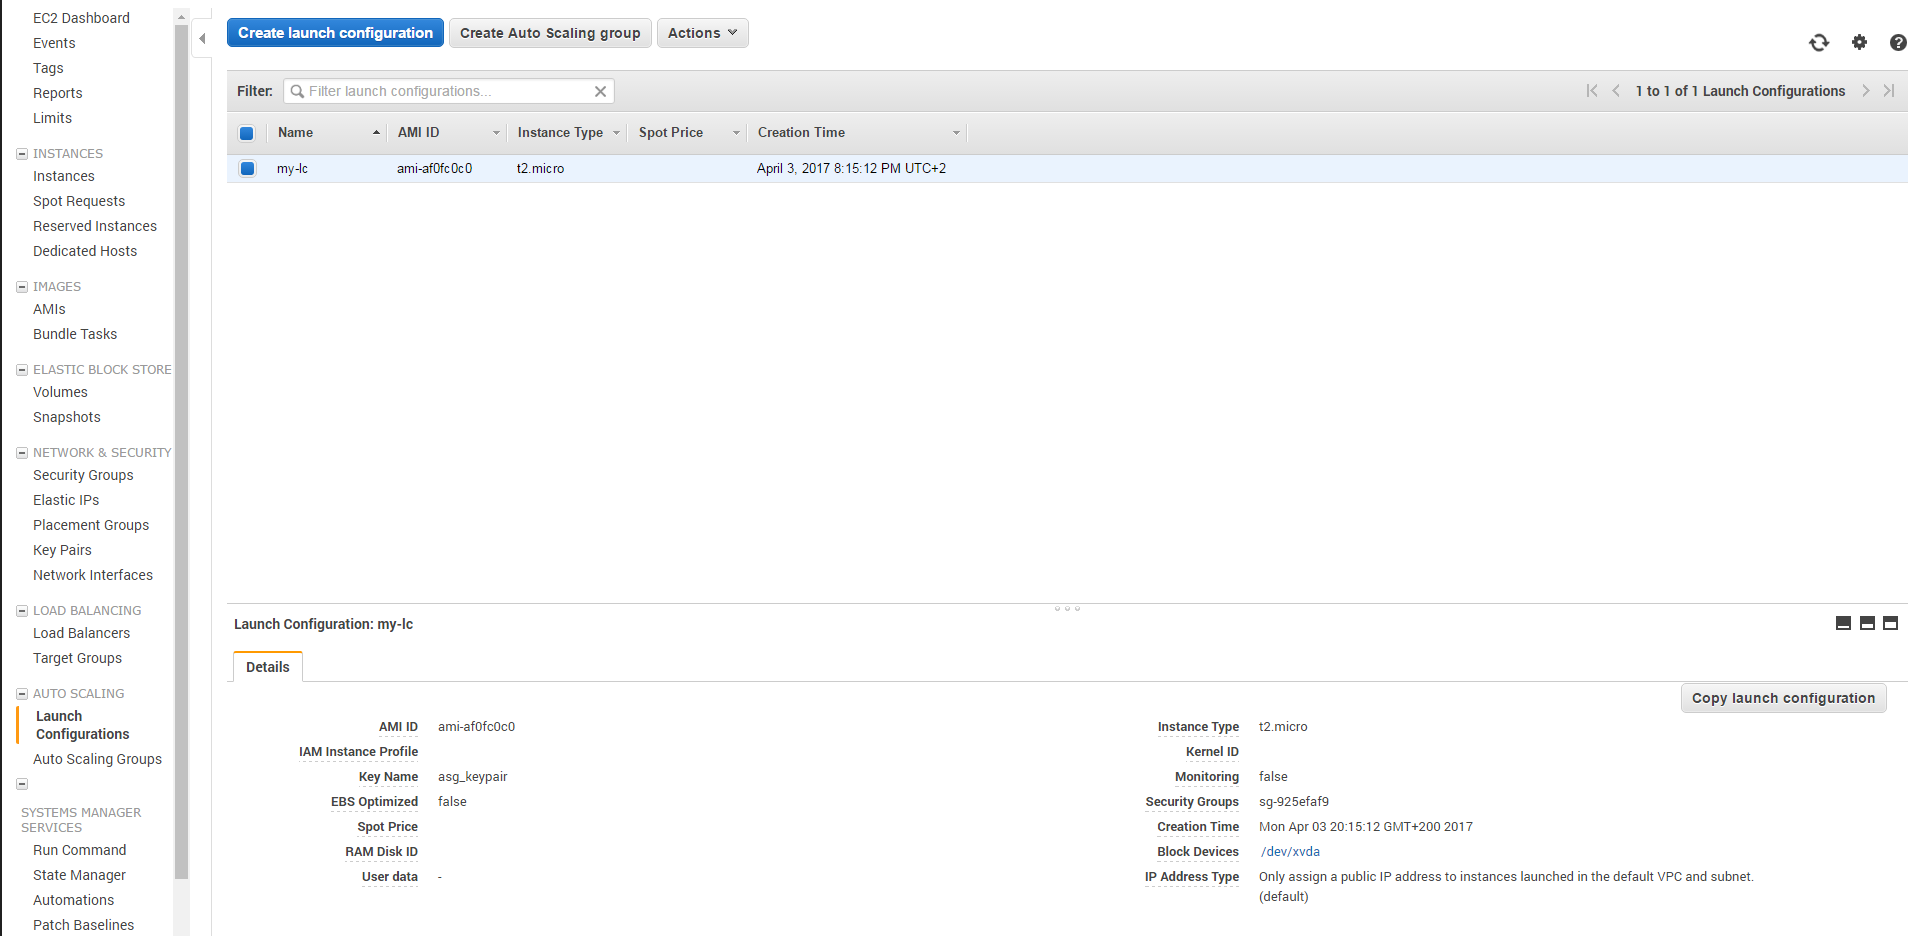 EC2 Dashboard
Events
Tags
Reports
Limits
INSTANCES
Instances
Spot Requests
Reserved Instances
Dedicated Hosts
IMAGES
AMIs
Bundle Tasks
ELASTIC BLOCK STORE
Volumes
Snapshots
NETWORK & SECURITY
Security Groups
Elastic IPs
Placement Groups
Key Pairs
Network Interfaces
LOAD BALANCING
Load Balancers
Target Groups
AUTO SCALING
Launch
Configurations
Auto Scaling Groups
SYSTEMS MANAGER
SERVICES
Run Command
State Manager
Automations
Patch Baselines
Create launch configuration Create Auto Scaling group Actions
Filter: Filter launch configurations... 1 to 1 of 1 Launch Configurations
Name AMI ID Instance Type Spot Price Creation Time
my-lc ami-af0fc0c0 t2.micro April 3, 2017 8:15:12 PM UTC+2
Launch Configuration: my-lc
Details
Copy launch configuration
AMI ID ami-af0fc0c0
IAM Instance Profile
Key Name asg_keypair
EBS Optimized false
Spot Price
RAM Disk ID
User data -
Instance Type t2.micro
Kernel ID
Monitoring false
Security Groups sg-925efaf9
Creation Time Mon Apr 03 20:15:12 GMT+200 2017
Block Devices /dev/xvda
IP Address Type Only assign a public IP address to instances launched in the default VPC and subnet.
(default)